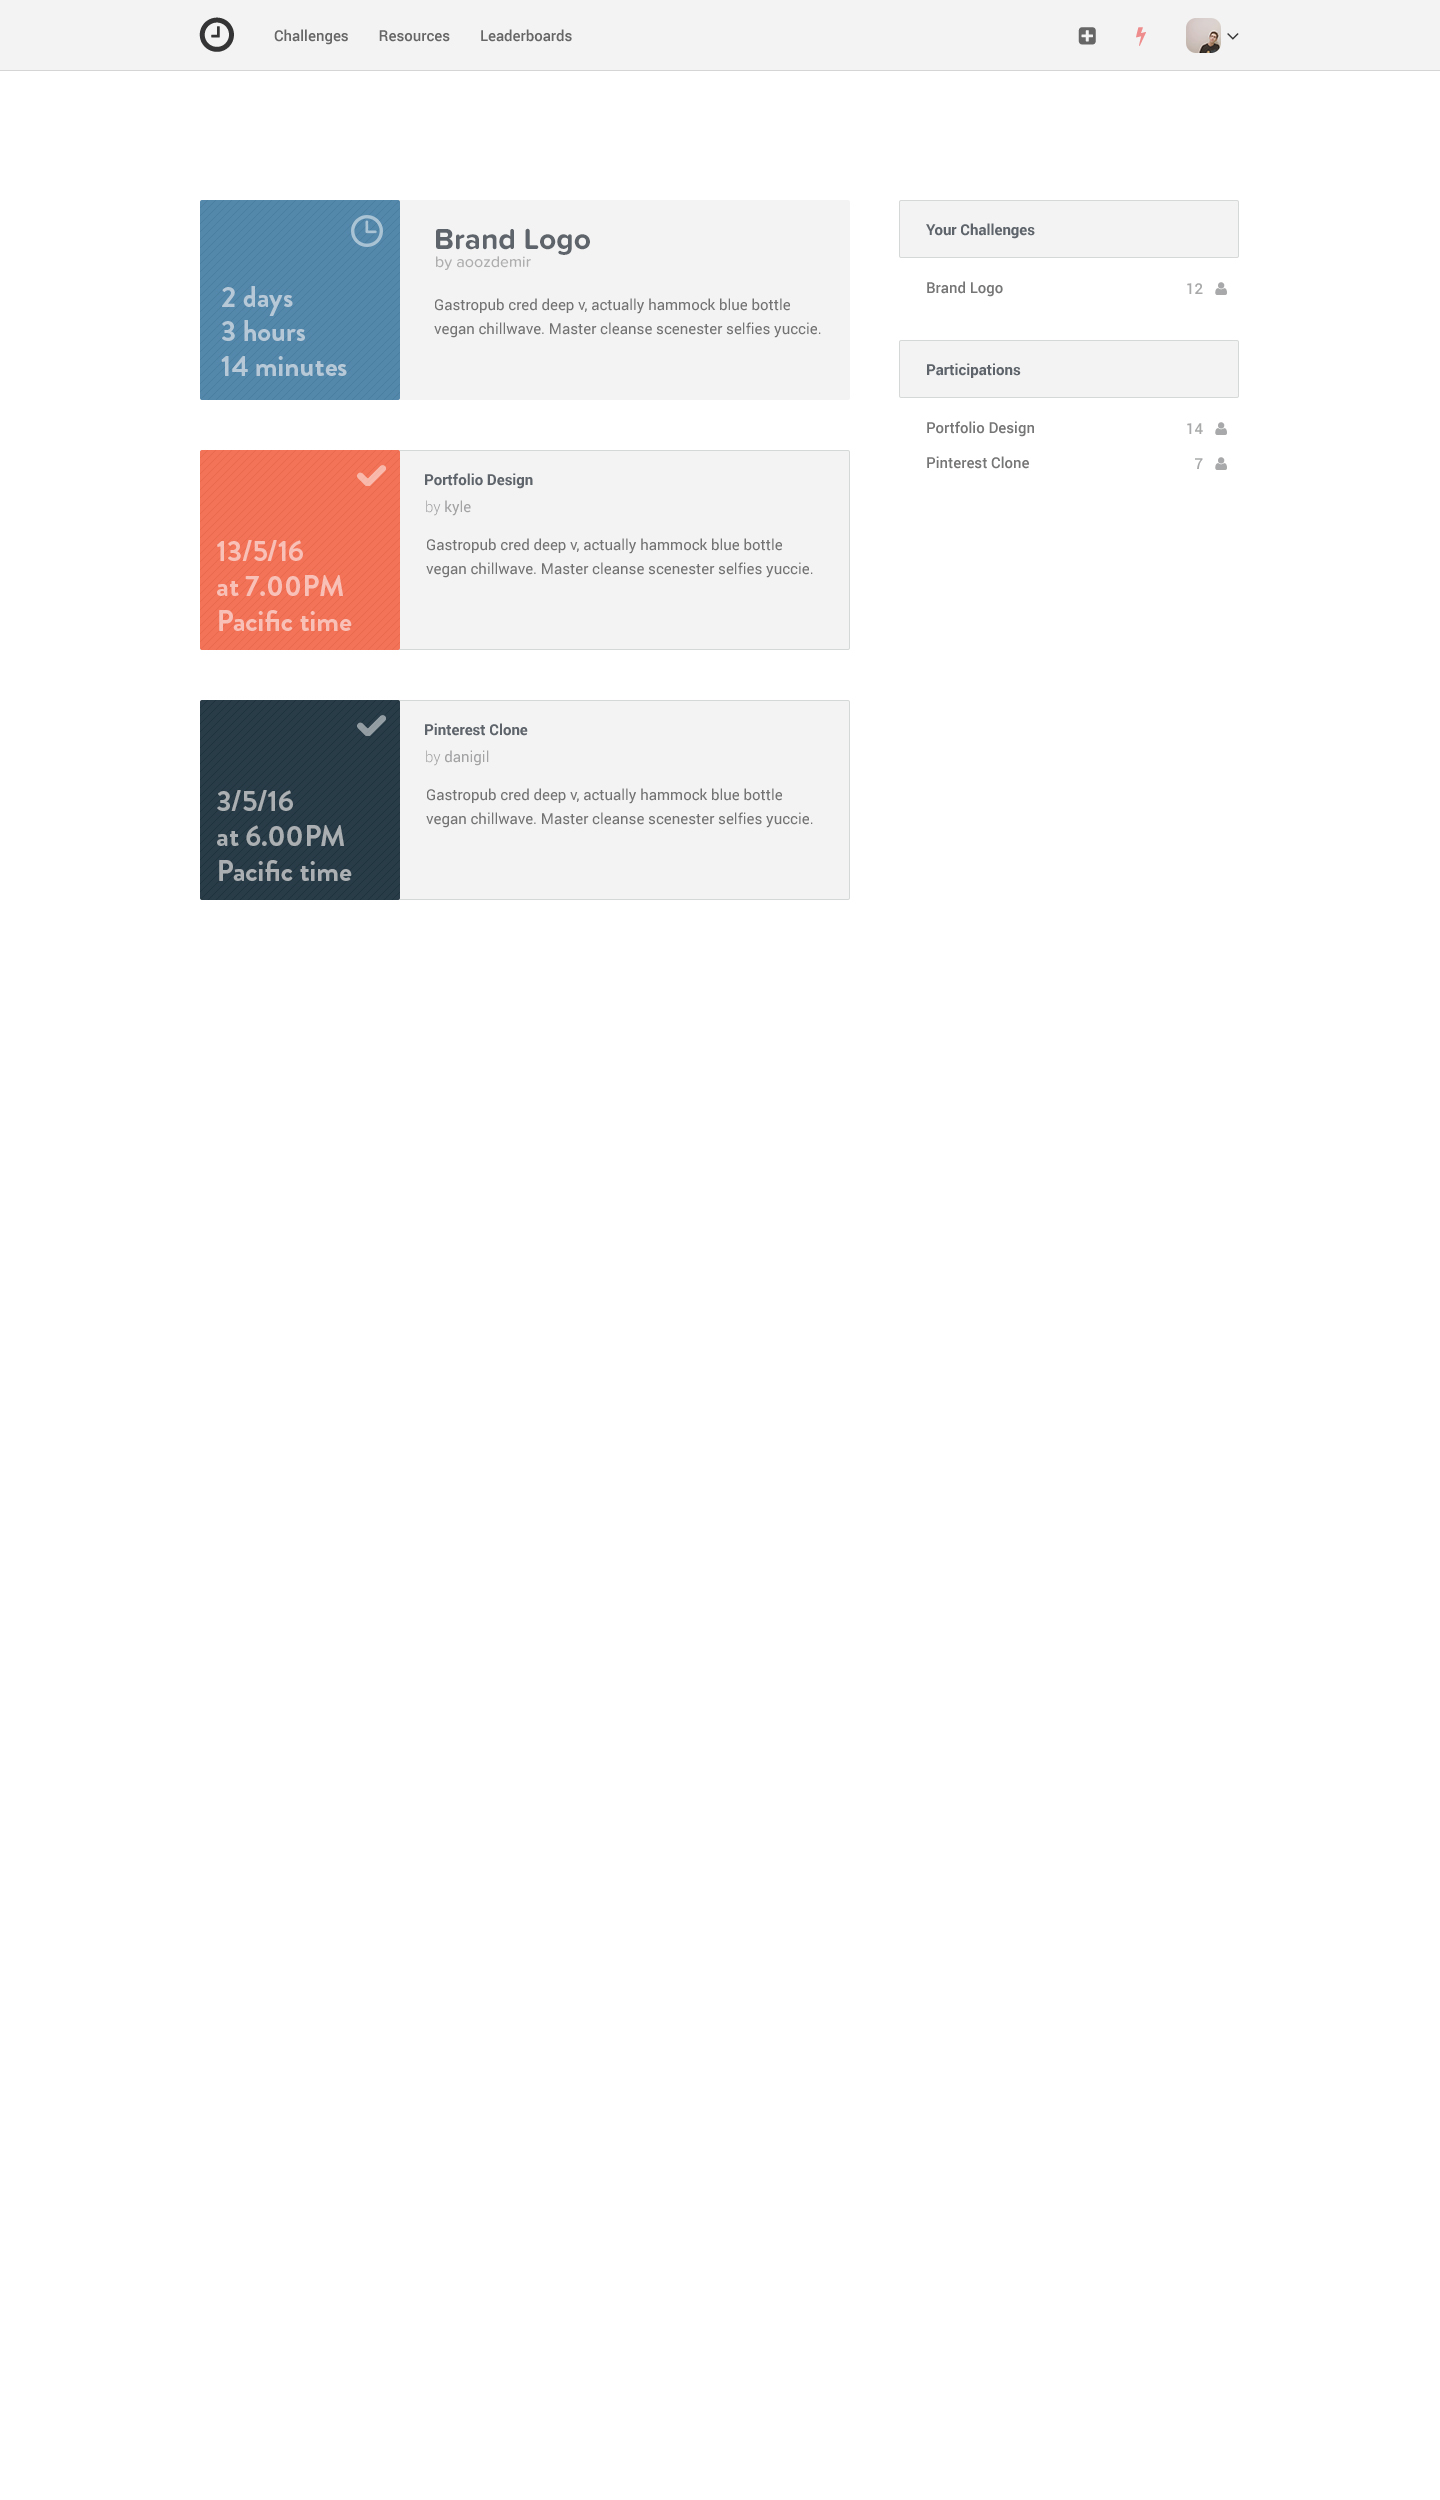 Challenges
Resources
Leaderboards
2 days
3 hours
14 minutes
Brand Logo
by aoozdemir
Gastropub cred deep v, actually hammock blue bottle
vegan chillwave. Master cleanse scenester selfies yuccie.
13/5/16
at 7.00PM
Pacific time
Portfolio Design
by kyle
Gastropub cred deep v, actually hammock blue bottle
vegan chillwave. Master cleanse scenester selfies yuccie.
3/5/16
at 6.00PM
Pacific time
Pinterest Clone
by danigil
Gastropub cred deep v, actually hammock blue bottle
vegan chillwave. Master cleanse scenester selfies yuccie.
Your Challenges
Brand Logo 12
Participations
Portfolio Design 14
Pinterest Clone 7